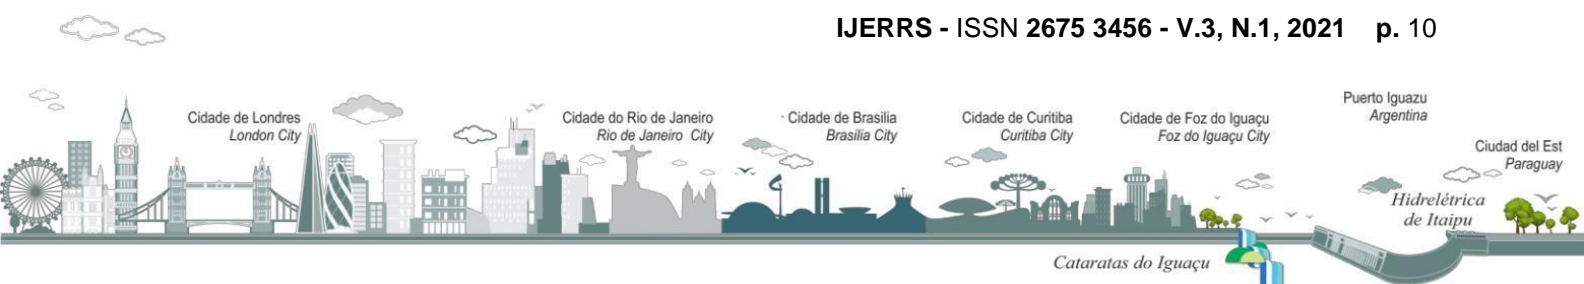 IJERRS - ISSN 2675 3456 - V.3, N.1, 2021 p. 10
Cidade de Londres
London City
Cidade do Rio de Janeiro
Rio de Janeiro City
Cidade de Brasilia
Brasilia City
Cidade de Curitiba
Curitiba City
Cidade de Foz do Iguaçu
Foz do Iguaçu City
Puerto Iguazu
Argentina
Ciudad del Est
Paraguay
Hidrelétrica
de Itaipu
Cataratas do Iguaçu